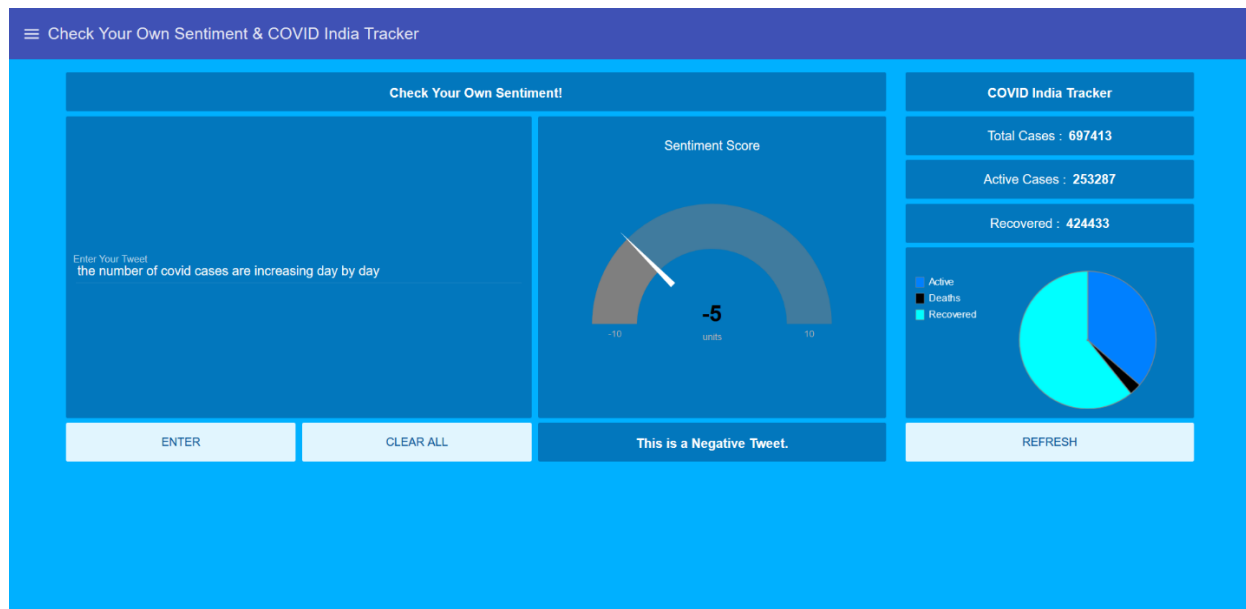 Check Your Own Sentiment & COVID India Tracker
Check Your Own Sentiment!
Enter Your Tweet
the number of covid cases are increasing day by day
ENTER
CLEAR ALL
Sentiment Score
-5
-10
units
10
This is a Negative Tweet.
COVID India Tracker
Total Cases : 697413
Active Cases : 253287
Recovered : 424433
Active
Deaths
Recovered
REFRESH